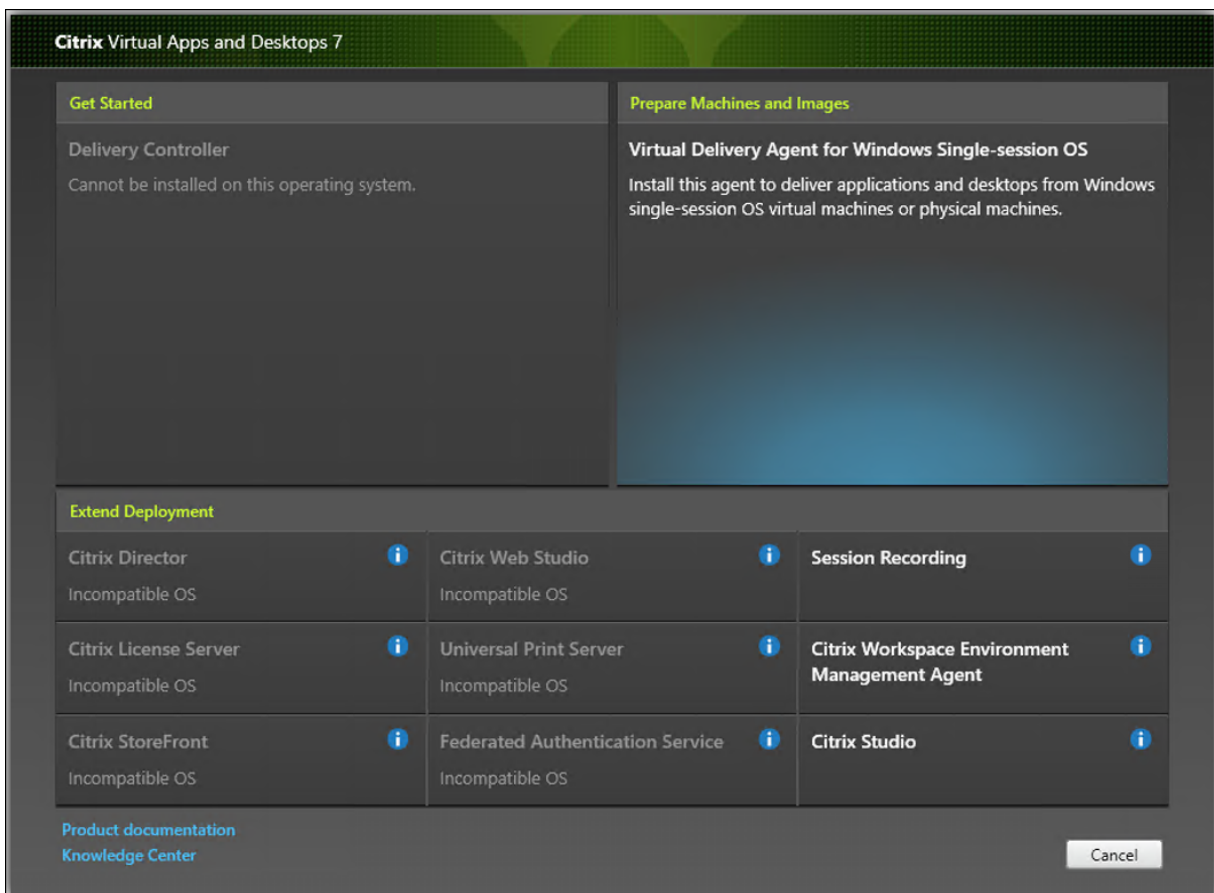 Citrix Virtual Apps and Desktops 7
Get Started
Delivery Controller
Cannot be installed on this operating system.
Prepare Machines and Images
Virtual Delivery Agent for Windows Single-session OS
Install this agent to deliver applications and desktops from Windows
single-session OS virtual machines or physical machines.
Extend Deployment
Citrix Director
Incompatible OS
Citrix Web Studio
Incompatible OS
Session Recording
Citrix License Server
Incompatible OS
Universal Print Server
Incompatible OS
Citrix Workspace Environment
Management Agent
Citrix StoreFront
Incompatible OS
Federated Authentication Service
Incompatible OS
Citrix Studio
Product documentation
Knowledge Center
Cancel